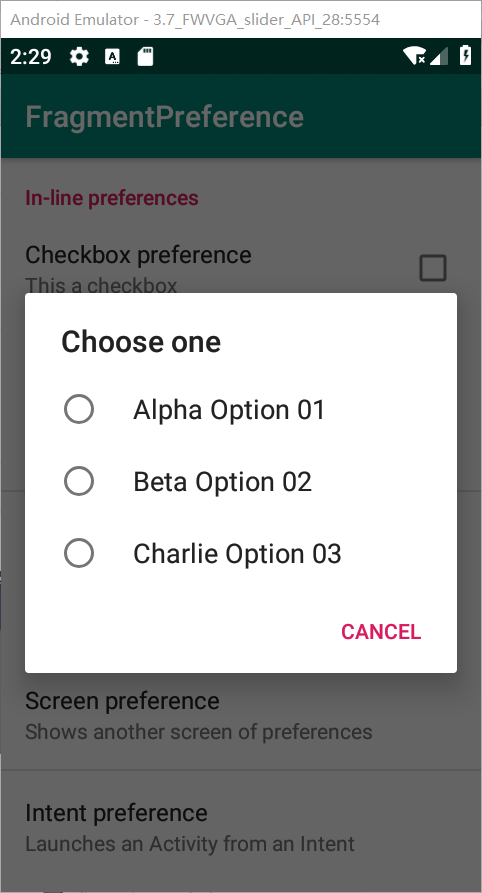 Android Emulator - 3.7_FWVGA_slider_API_28:5554
2:29
A
FragmentPreference
In-line preferences
Checkbox preference
This a checkbox
Choose one
Alpha Option 01
Beta Option 02
Charlie Option 03
CANCEL
Screen preference
Shows another screen of preferences
Intent preference
Launches an Activity from an Intent